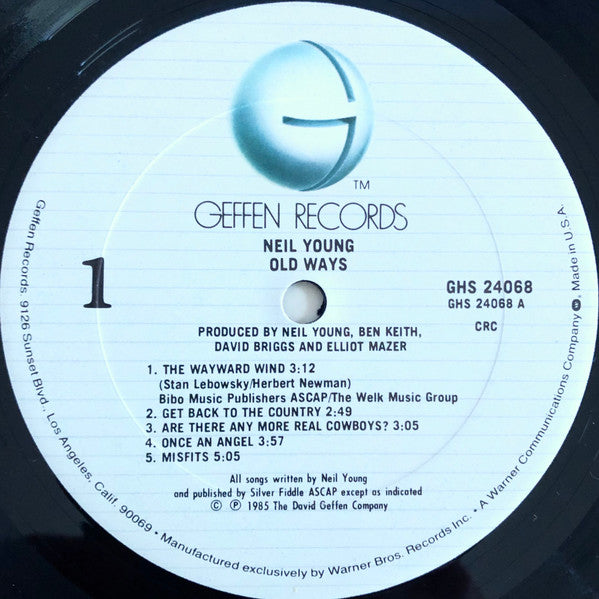 G
TM
GEFFEN RECORDS
NEIL YOUNG
OLD WAYS
1
GHS 24068
GHS 24068 A
CRC
PRODUCED BY NEIL YOUNG, BEN KEITH,
DAVID BRIGGS AND ELLIOT MAZER
1. THE WAYWARD WIND 3:12
(Stan Lebowsky/Herbert Newman)
Bibo Music Publishers ASCAP/The Welk Music Group
2. GET BACK TO THE COUNTRY 2:49
3. ARE THERE ANY MORE REAL COWBOYS? 3:05
4. ONCE AN ANGEL 3:57
5. MISFITS 5:05
All songs written by Neil Young
and published by Silver Fiddle ASCAP except as indicated
© ℗ 1985 The David Geffen Company
Geffen Records, 9126 Sunset Blvd., Los Angeles, Calif. 90069 • Manufactured exclusively by Warner Bros. Records Inc. • A Warner Communications Company, Made in U.S.A.